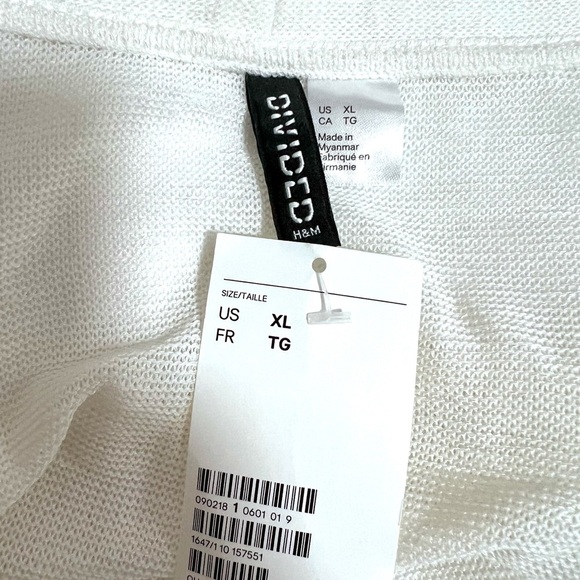 DIVIDED
H&M
US XL
CA TG
Made in
Myanmar
Fabriqué en
Birmanie
SIZE/TAILLE
US XL
FR TG
090218 1 0601 01 9
1647/1 10 157551